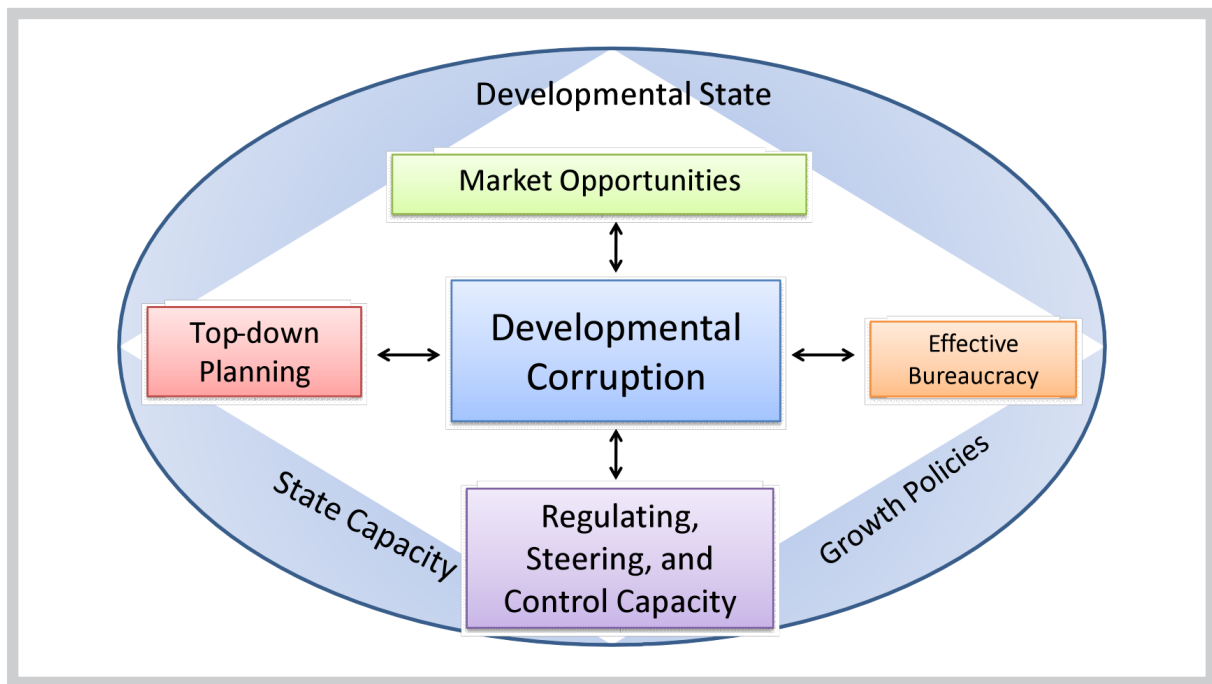 Developmental State
Market Opportunities
Top-down
Planning
Developmental
Corruption
Effective
Bureaucracy
State Capacity
Regulating,
Steering, and
Control Capacity
Growth Policies